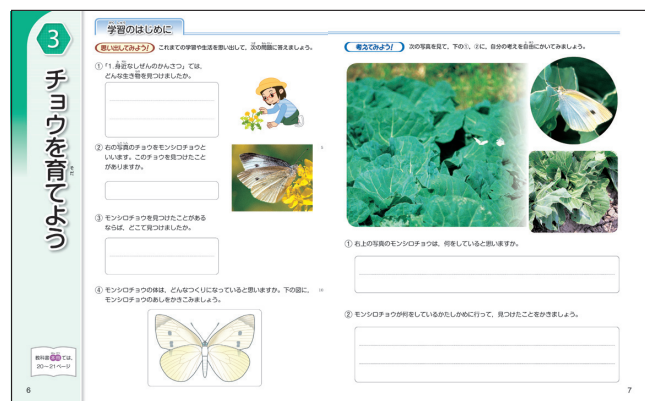 3
チョウを育てよう
そだ
教科書 では、
20～21ページ
6
学習のはじめに
思い出してみよう! これまでの学習や生活を思い出して、次の問題に答えましょう。
① 「1.身近なしぜんのかんさつ」では、
どんな生き物を見つけましたか。
② 右の写真のチョウをモンシロチョウと
いいます。このチョウを見つけたこと
がありますか。
5
③ モンシロチョウを見つけたことがある
ならば、どこで見つけましたか。
④ モンシロチョウの体は、どんなつくりになっていると思いますか。下の図に、
モンシロチョウのあしをかきこみましょう。
10
考えてみよう! 次の写真を見て、下の①、②に、自分の考えを自由にかいてみましょう。
① 右上の写真のモンシロチョウは、何をしていると思いますか。
② モンシロチョウが何をしているかたしかめに行って、見つけたことをかきましょう。
7